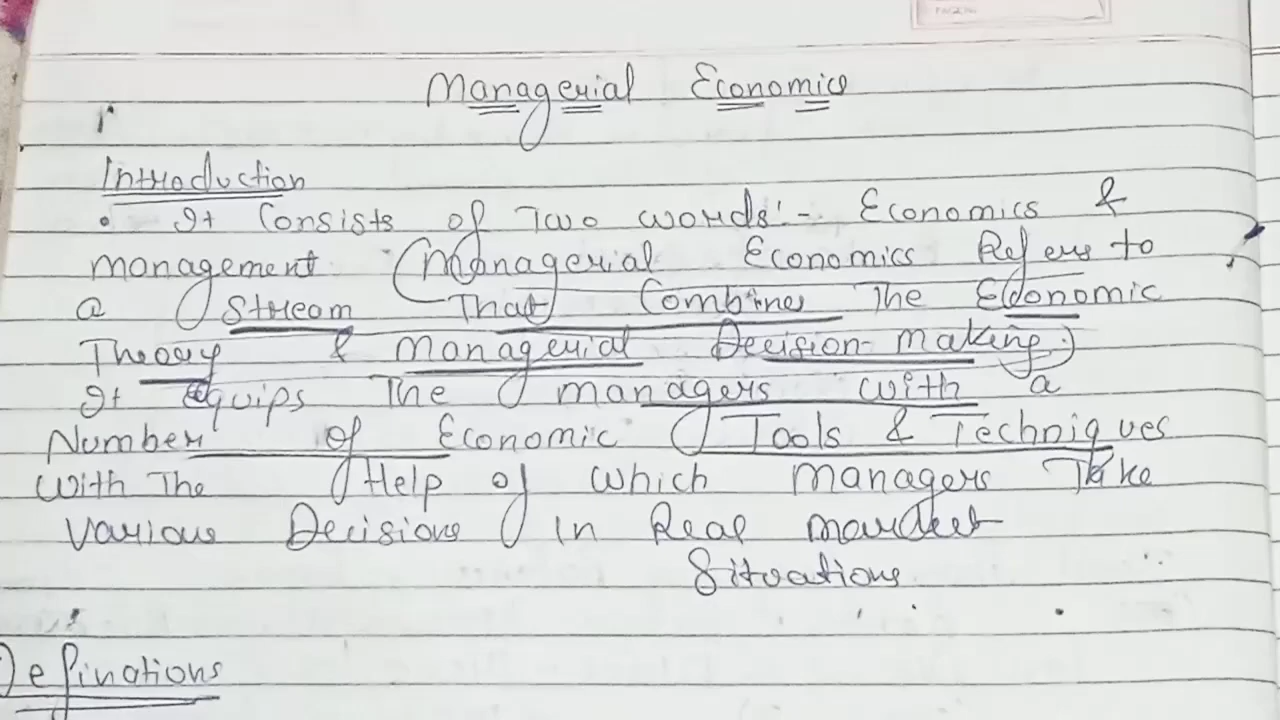 Managerial Economics
Introduction
• It Consists of Two words:- Economics &
management (Managerial Economics Refers to
a Stream That Combines The Economic
Theory & Managerial Decision-making.)
It Equips The managers with a
Number of Economic Tools & Techniques
With The Help of which managers Take
Various Decisions in Real market
Situations
Definations